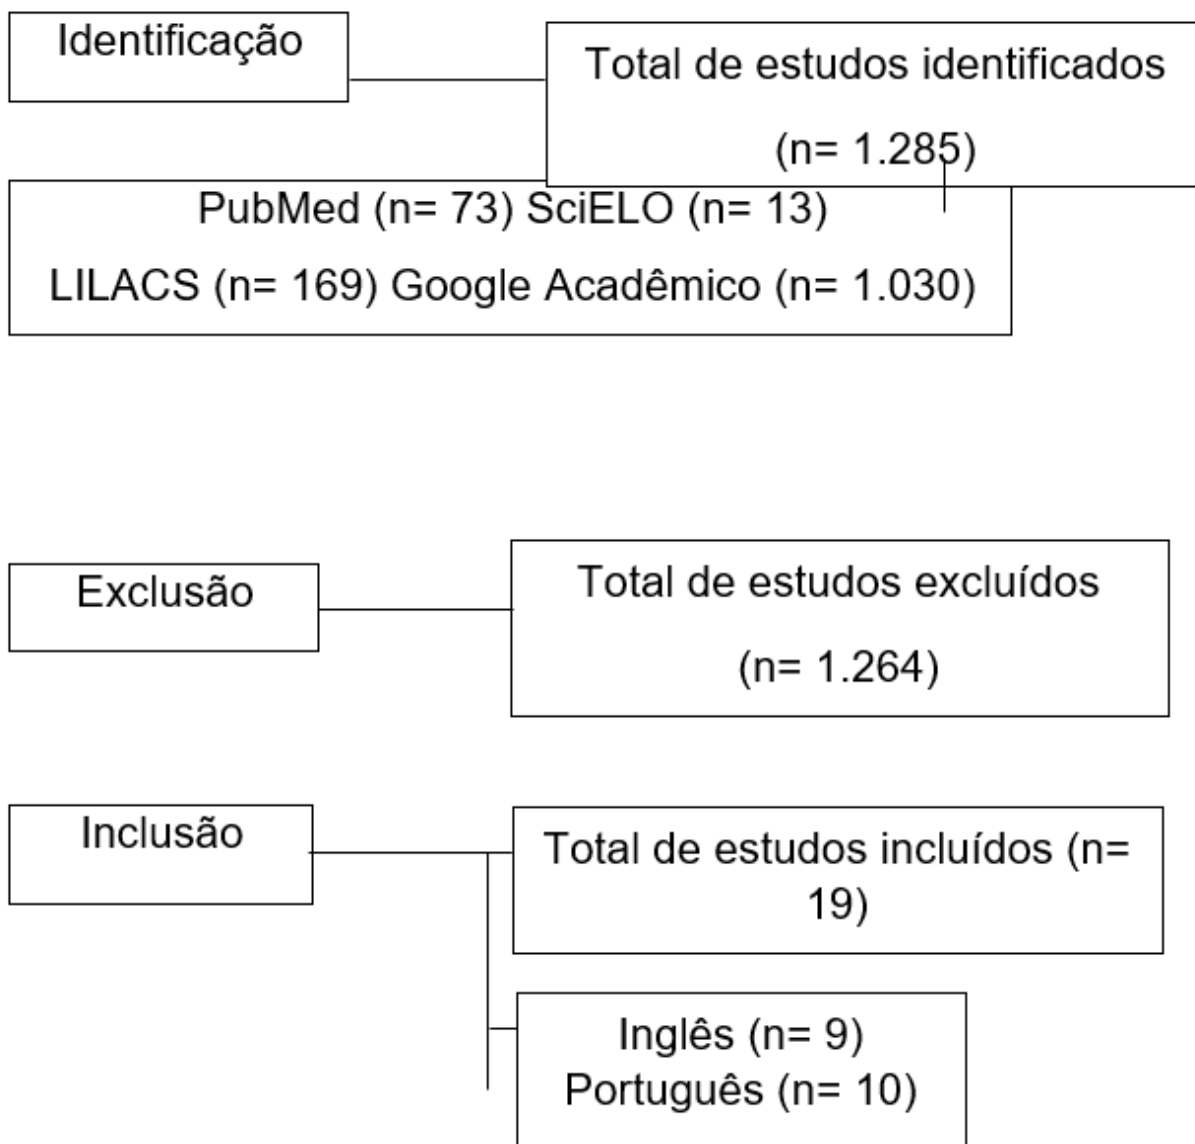 Identificação
Total de estudos identificados
(n= 1.285)
PubMed (n= 73) SciELO (n= 13)
LILACS (n= 169) Google Acadêmico (n= 1.030)
Exclusão
Total de estudos excluídos
(n= 1.264)
Inclusão
Total de estudos incluídos (n=
19)
Inglês (n= 9)
Português (n= 10)